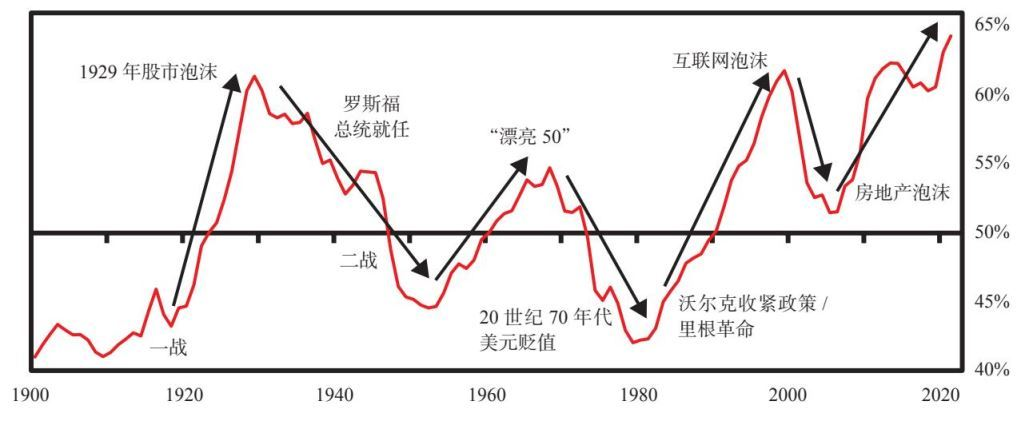 65%
1929 年股市泡沫
互联网泡沫
60%
罗斯福
总统就任
“漂亮 50”
55%
房地产泡沫
50%
二战
45%
20 世纪 70 年代
美元贬值
沃尔克收紧政策 /
里根革命
一战
40%
1900
1920
1940
1960
1980
2000
2020